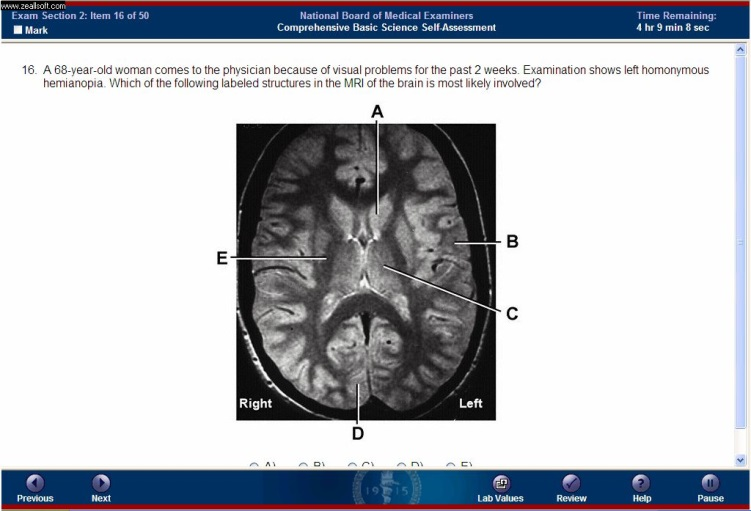 www.zeallsoft.com
Exam Section 2: Item 16 of 50
National Board of Medical Examiners
Time Remaining:
Mark
Comprehensive Basic Science Self-Assessment
4 hr 9 min 8 sec
16. A 68-year-old woman comes to the physician because of visual problems for the past 2 weeks. Examination shows left homonymous
hemianopia. Which of the following labeled structures in the MRI of the brain is most likely involved?
A
B
E
C
Right
Left
D
A) B) C) D) E)
19 15
Previous Next Lab Values Review Help Pause